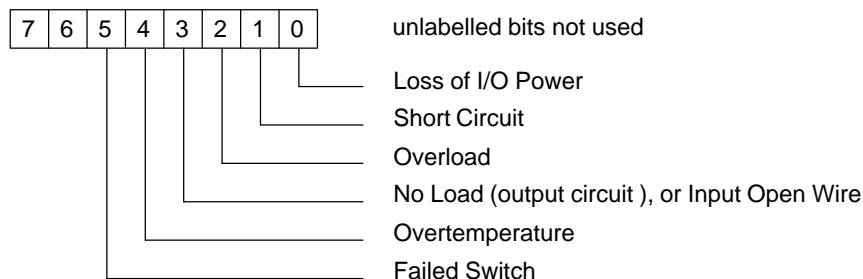 7 6 5 4 3 2 1 0 unlabelled bits not used
Loss of I/O Power
Short Circuit
Overload
No Load (output circuit ), or Input Open Wire
Overtemperature
Failed Switch